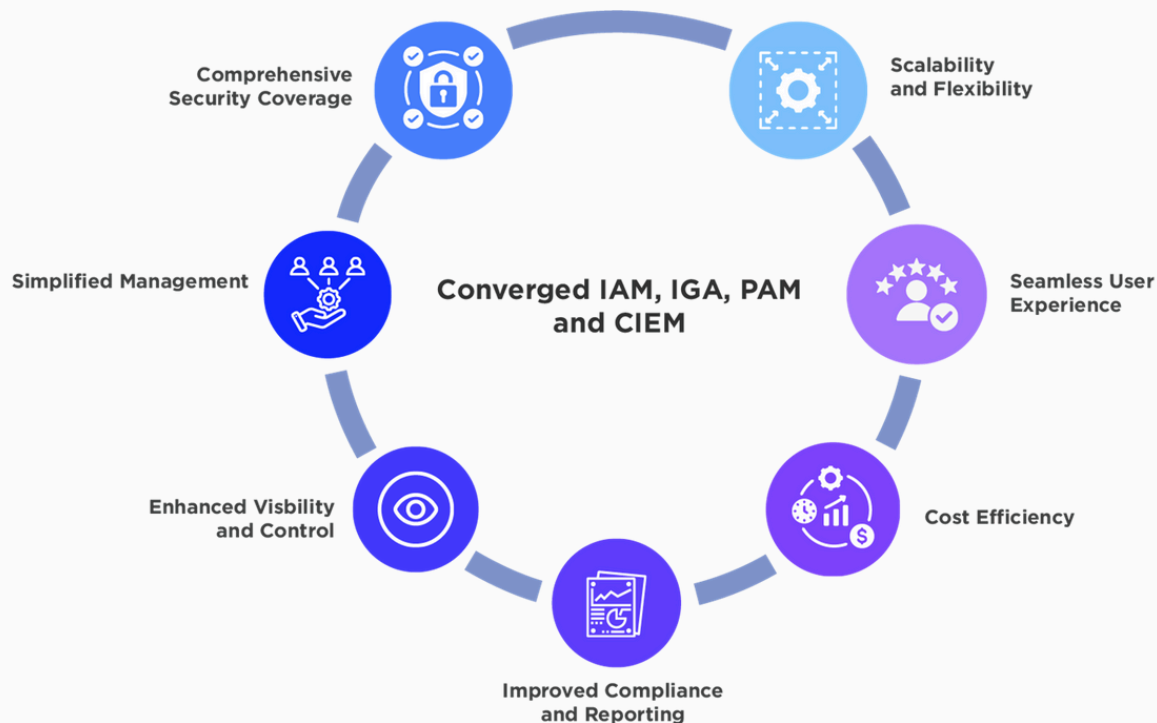 Comprehensive
Security Coverage
Scalability
and Flexibility
Simplified Management
Converged IAM, IGA, PAM
and CIEM
Seamless User
Experience
Enhanced Visbility
and Control
Cost Efficiency
$
Improved Compliance
and Reporting